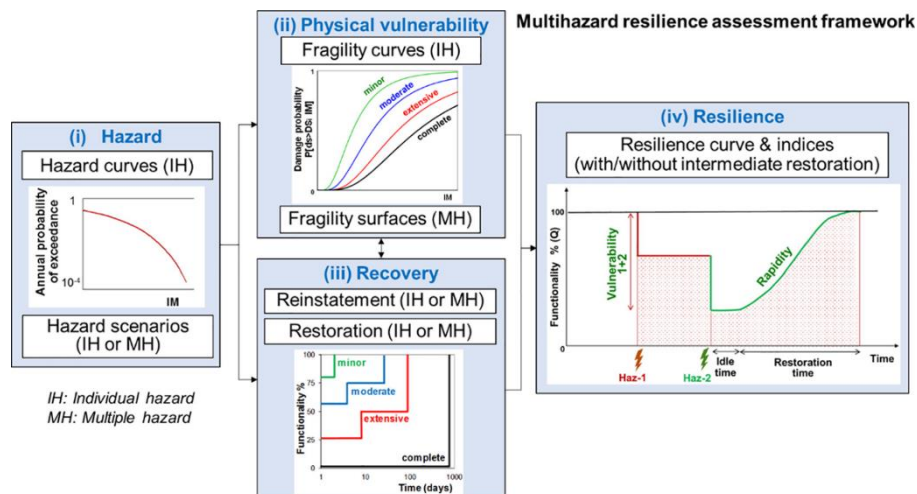 Multihazard resilience assessment framework
(i) Hazard
Hazard curves (IH)
Annual probability
of exceedance
1
10⁻⁴
IM
Hazard scenarios
(IH or MH)
IH: Individual hazard
MH: Multiple hazard
(ii) Physical vulnerability
Fragility curves (IH)
Damage probability
P[ds>DSᵢ IM]
1
0
minor
moderate
extensive
complete
IM
Fragility surfaces (MH)
(iii) Recovery
Reinstatement (IH or MH)
Restoration (IH or MH)
Functionality %
100
75
50
25
0
minor
moderate
extensive
complete
1
10
100
1000
Time (days)
(iv) Resilience
Resilience curve & indices
(with/without intermediate restoration)
Functionality
% (Q)
100
0
Vulnerability
1+2
Rapidity
Haz-1
Haz-2
Idle
time
Restoration
time
Time